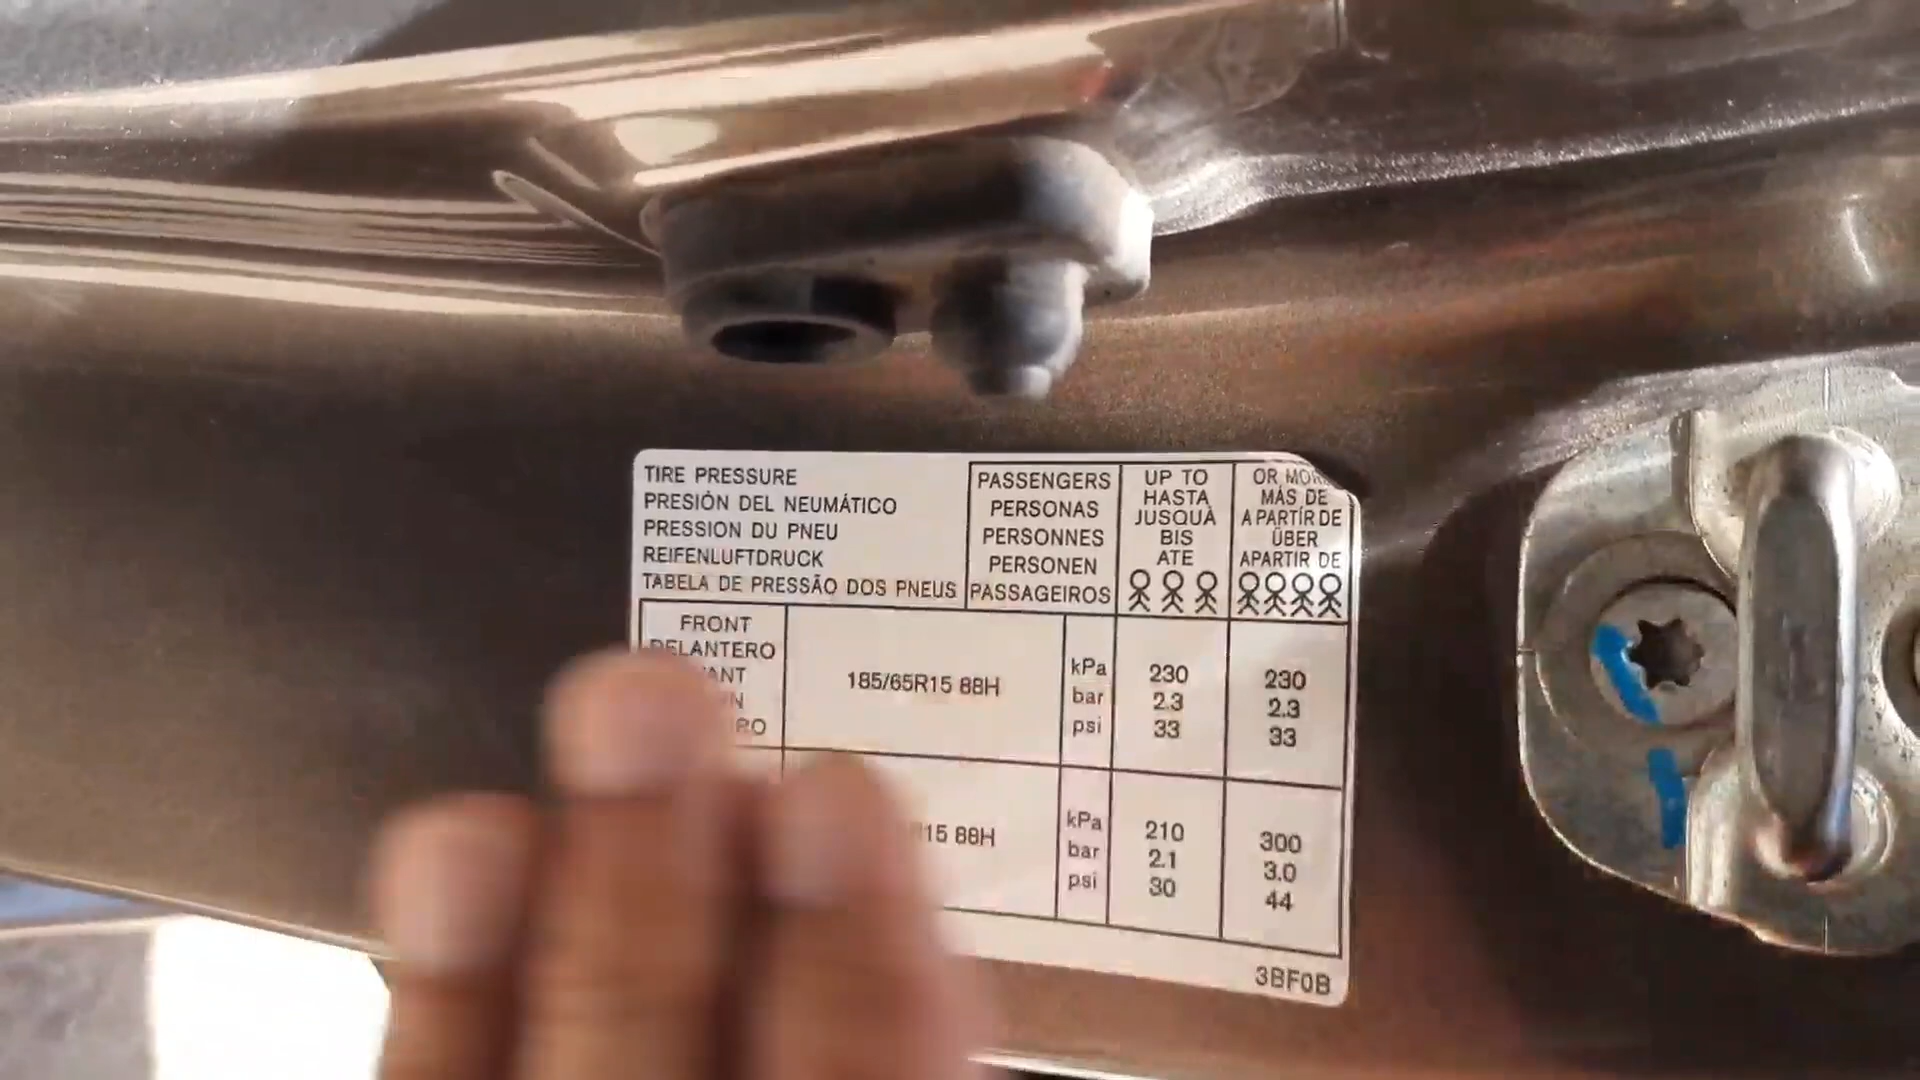 TIRE PRESSURE
PRESIÓN DEL NEUMÁTICO
PRESSION DU PNEU
REIFENLUFTDRUCK
TABELA DE PRESSÃO DOS PNEUS
PASSENGERS
PERSONAS
PERSONNES
PERSONEN
PASSAGEIROS
UP TO
HASTA
JUSQUÀ
BIS
ATE
OR
MÁS DE
A PARTÍR DE
ÜBER
APARTIR DE
FRONT
DELANTERO
185/65R15 88H
kPa
bar
psi
230
2.3
33
230
2.3
33
88H
kPa
bar
psi
210
2.1
30
300
3.0
44
3BF0B